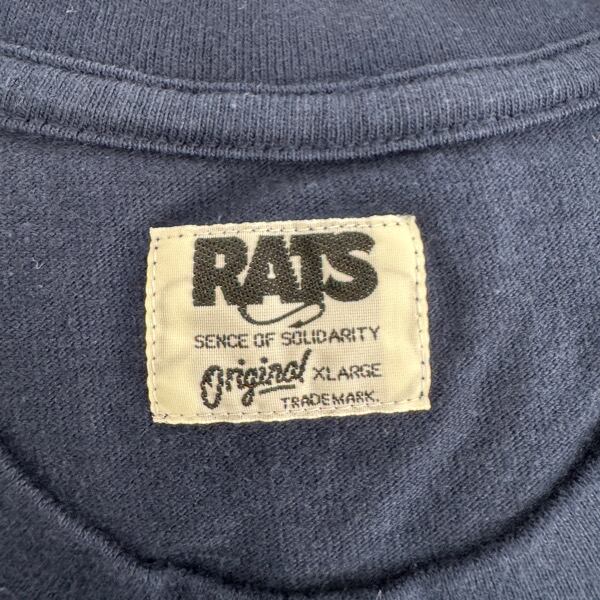 RATS
SENCE OF SOLIDARITY
Original XLARGE
TRADEMARK.